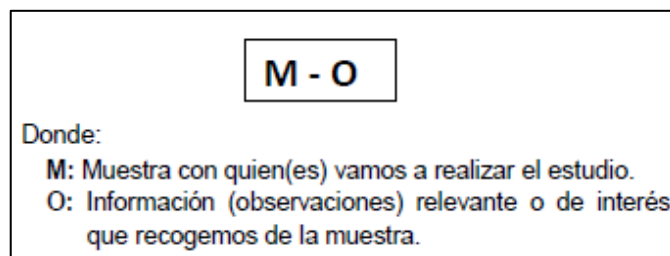 M - O
Donde:
M: Muestra con quien(es) vamos a realizar el estudio.
O: Información (observaciones) relevante o de interés
que recogemos de la muestra.